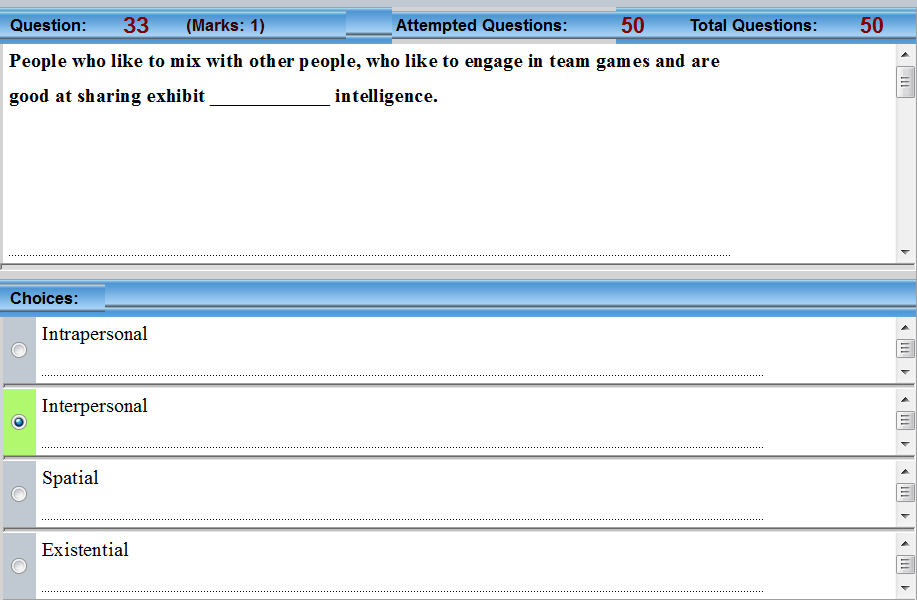 Question: 33 (Marks: 1) Attempted Questions: 50 Total Questions: 50
People who like to mix with other people, who like to engage in team games and are
good at sharing exhibit ____________ intelligence.
Choices:
Intrapersonal
Interpersonal
Spatial
Existential